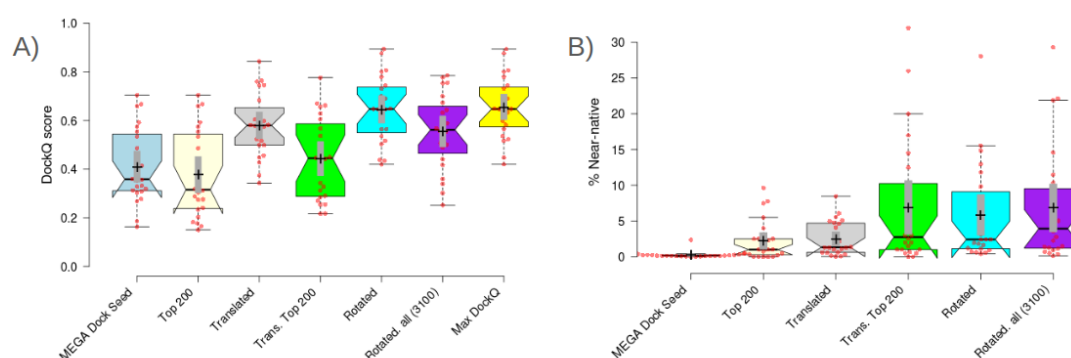 A)
DockQ score
1.0
0.8
0.6
0.4
0.2
0.0
MEGA Dock Seed
Top 200
Translated
Trans. Top 200
Rotated
Rotated. all (3100)
Max DockQ
B)
% Near-native
30
25
20
15
10
5
0
MEGA Dock Seed
Top 200
Translated
Trans. Top 200
Rotated
Rotated. all (3100)